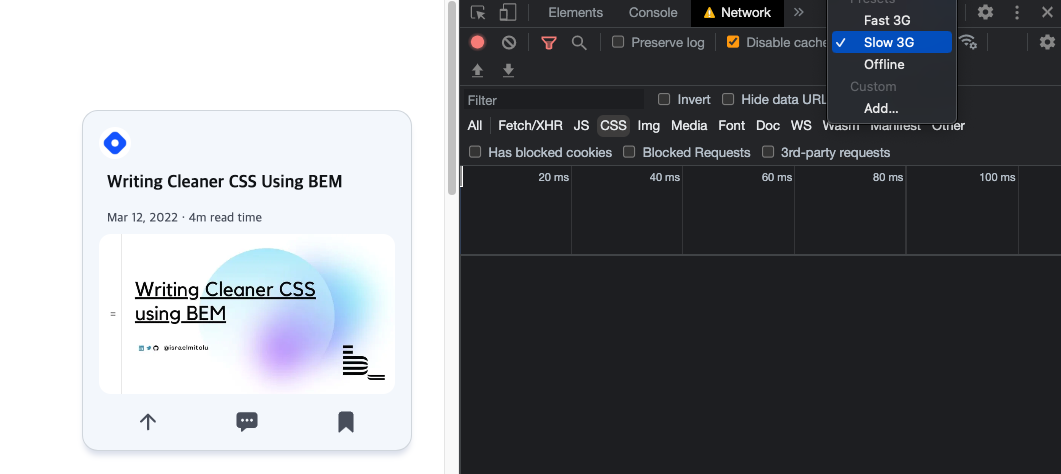 Writing Cleaner CSS Using BEM
Mar 12, 2022 · 4m read time
Writing Cleaner CSS
using BEM
@israelmitolu
b_
Elements Console Network »
Preserve log Disable cache
Presets
Fast 3G
✓ Slow 3G
Offline
Custom
Add...
Filter Invert Hide data URL
All Fetch/XHR JS CSS Img Media Font Doc WS Wasm Manifest Other
Has blocked cookies Blocked Requests 3rd-party requests
20 ms 40 ms 60 ms 80 ms 100 ms